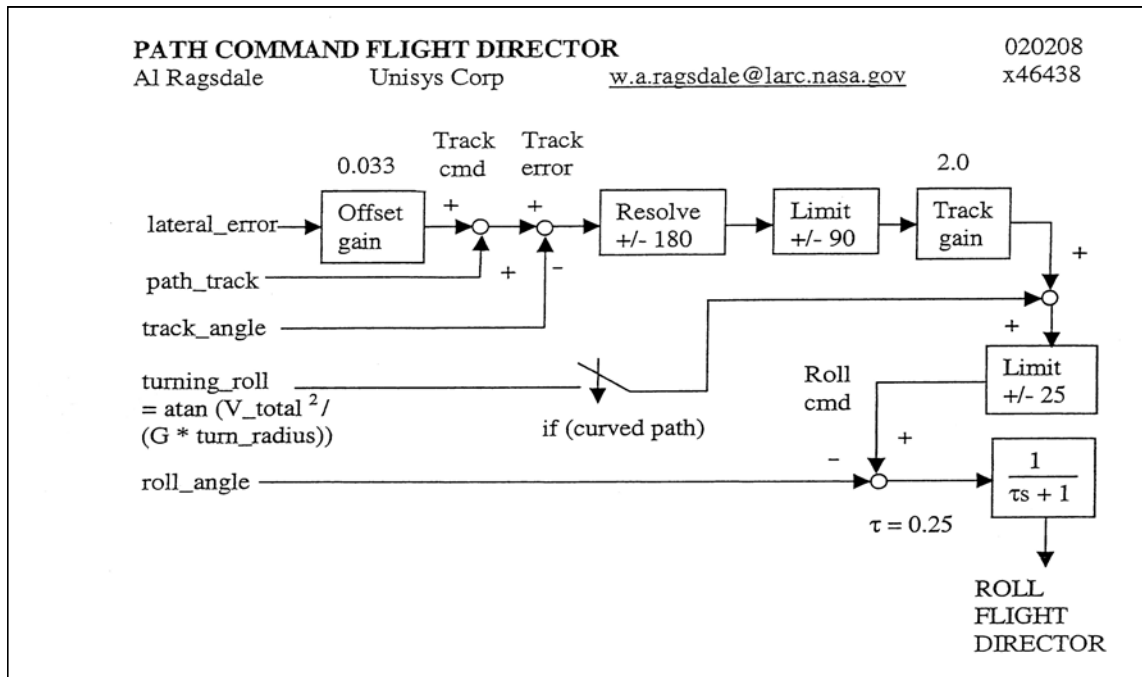 PATH COMMAND FLIGHT DIRECTOR 020208
Al Ragsdale Unisys Corp w.a.ragsdale@larc.nasa.gov x46438
Track cmd
Track error
0.033
2.0
lateral_error
Offset gain
+
+
Resolve +/- 180
Limit +/- 90
Track gain
+
path_track
+
−
track_angle
+
turning_roll
= atan (V_total ² /
(G * turn_radius))
if (curved path)
Roll cmd
Limit +/- 25
+
−
roll_angle
1
τs + 1
τ = 0.25
ROLL
FLIGHT
DIRECTOR